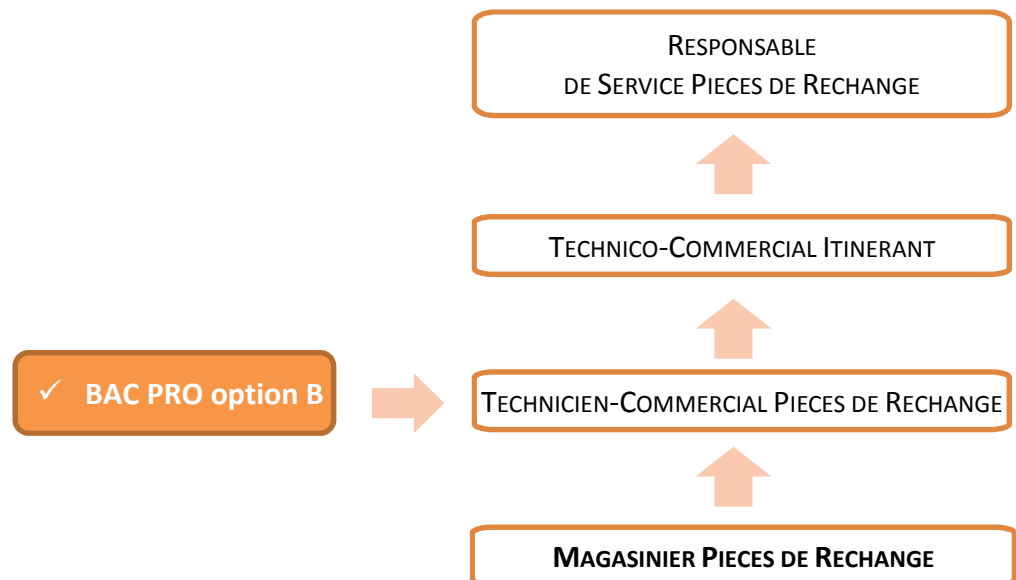 RESPONSABLE
DE SERVICE PIECES DE RECHANGE
TECHNICO-COMMERCIAL ITINERANT
✓ BAC PRO option B
TECHNICIEN-COMMERCIAL PIECES DE RECHANGE
MAGASINIER PIECES DE RECHANGE